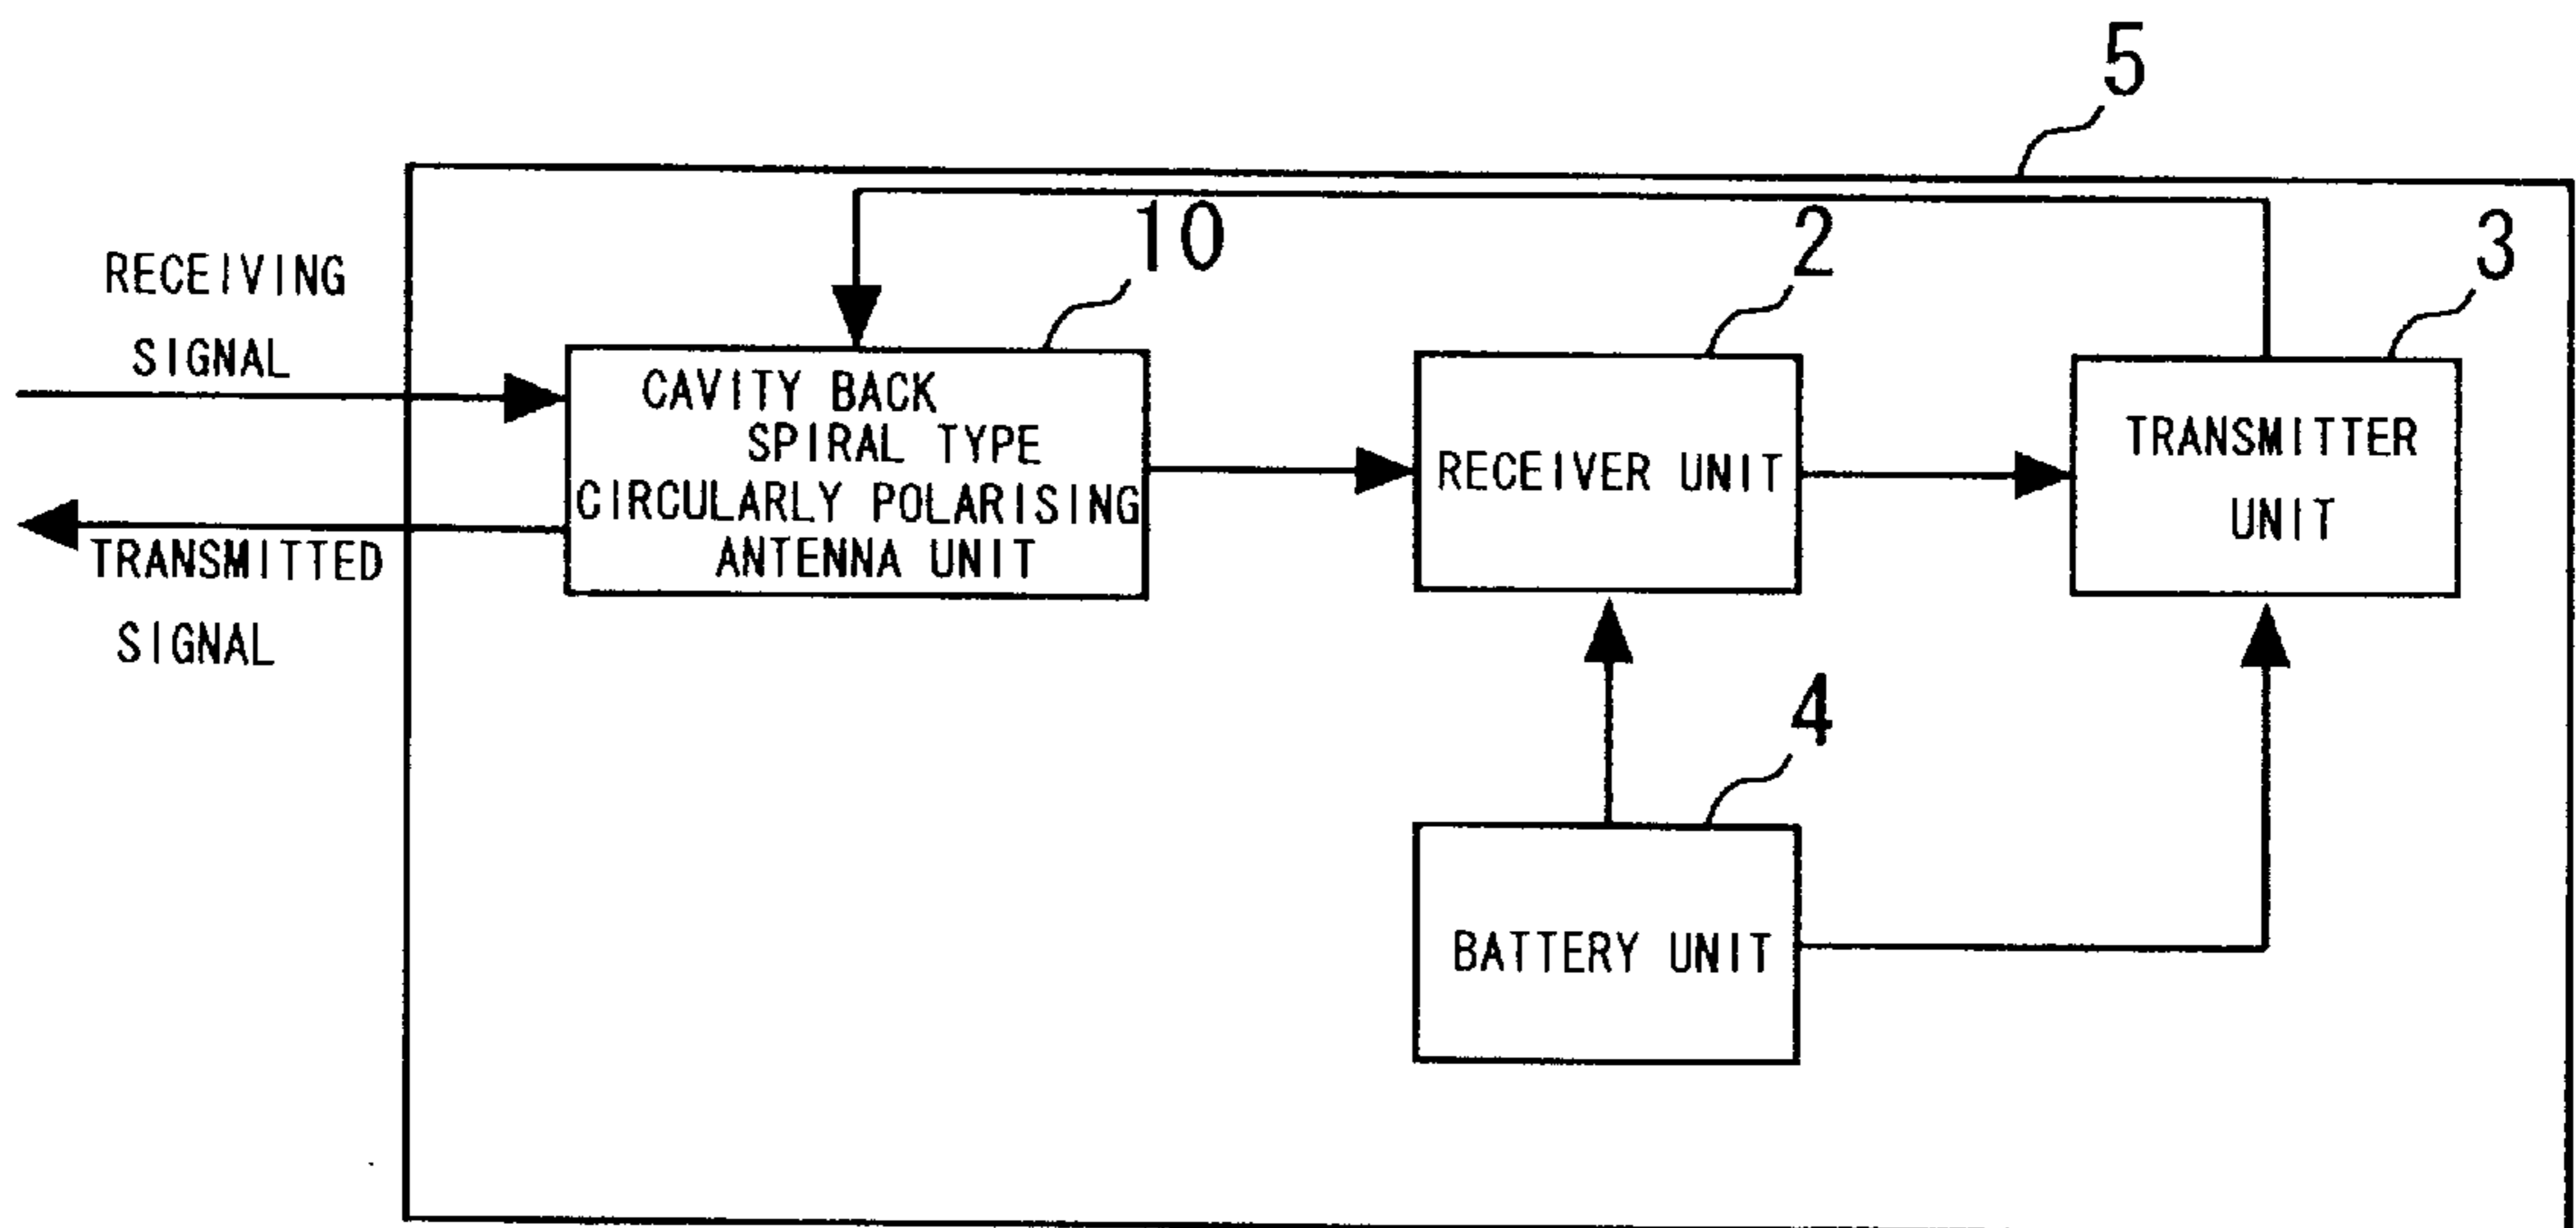 5
10
2
3
RECEIVING
SIGNAL
CAVITY BACK
SPIRAL TYPE
CIRCULARLY POLARISING
ANTENNA UNIT
RECEIVER UNIT
TRANSMITTER
UNIT
TRANSMITTED
SIGNAL
4
BATTERY UNIT